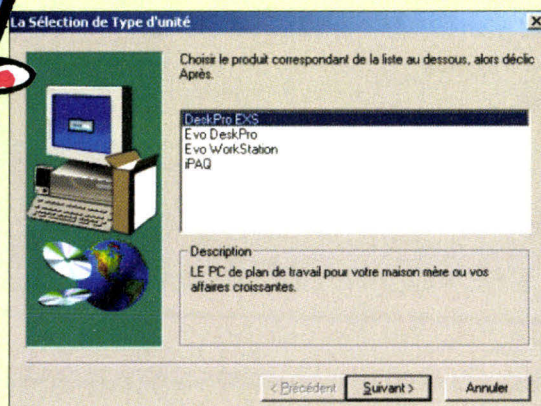 La Sélection de Type d'unité
Choisir le produit correspondant de la liste au dessous, alors déclic
Après.
DeskPro EXS
Evo DeskPro
Evo WorkStation
iPAQ
Description
LE PC de plan de travail pour votre maison mère ou vos
affaires croissantes.
< Précédent
Suivant >
Annuler